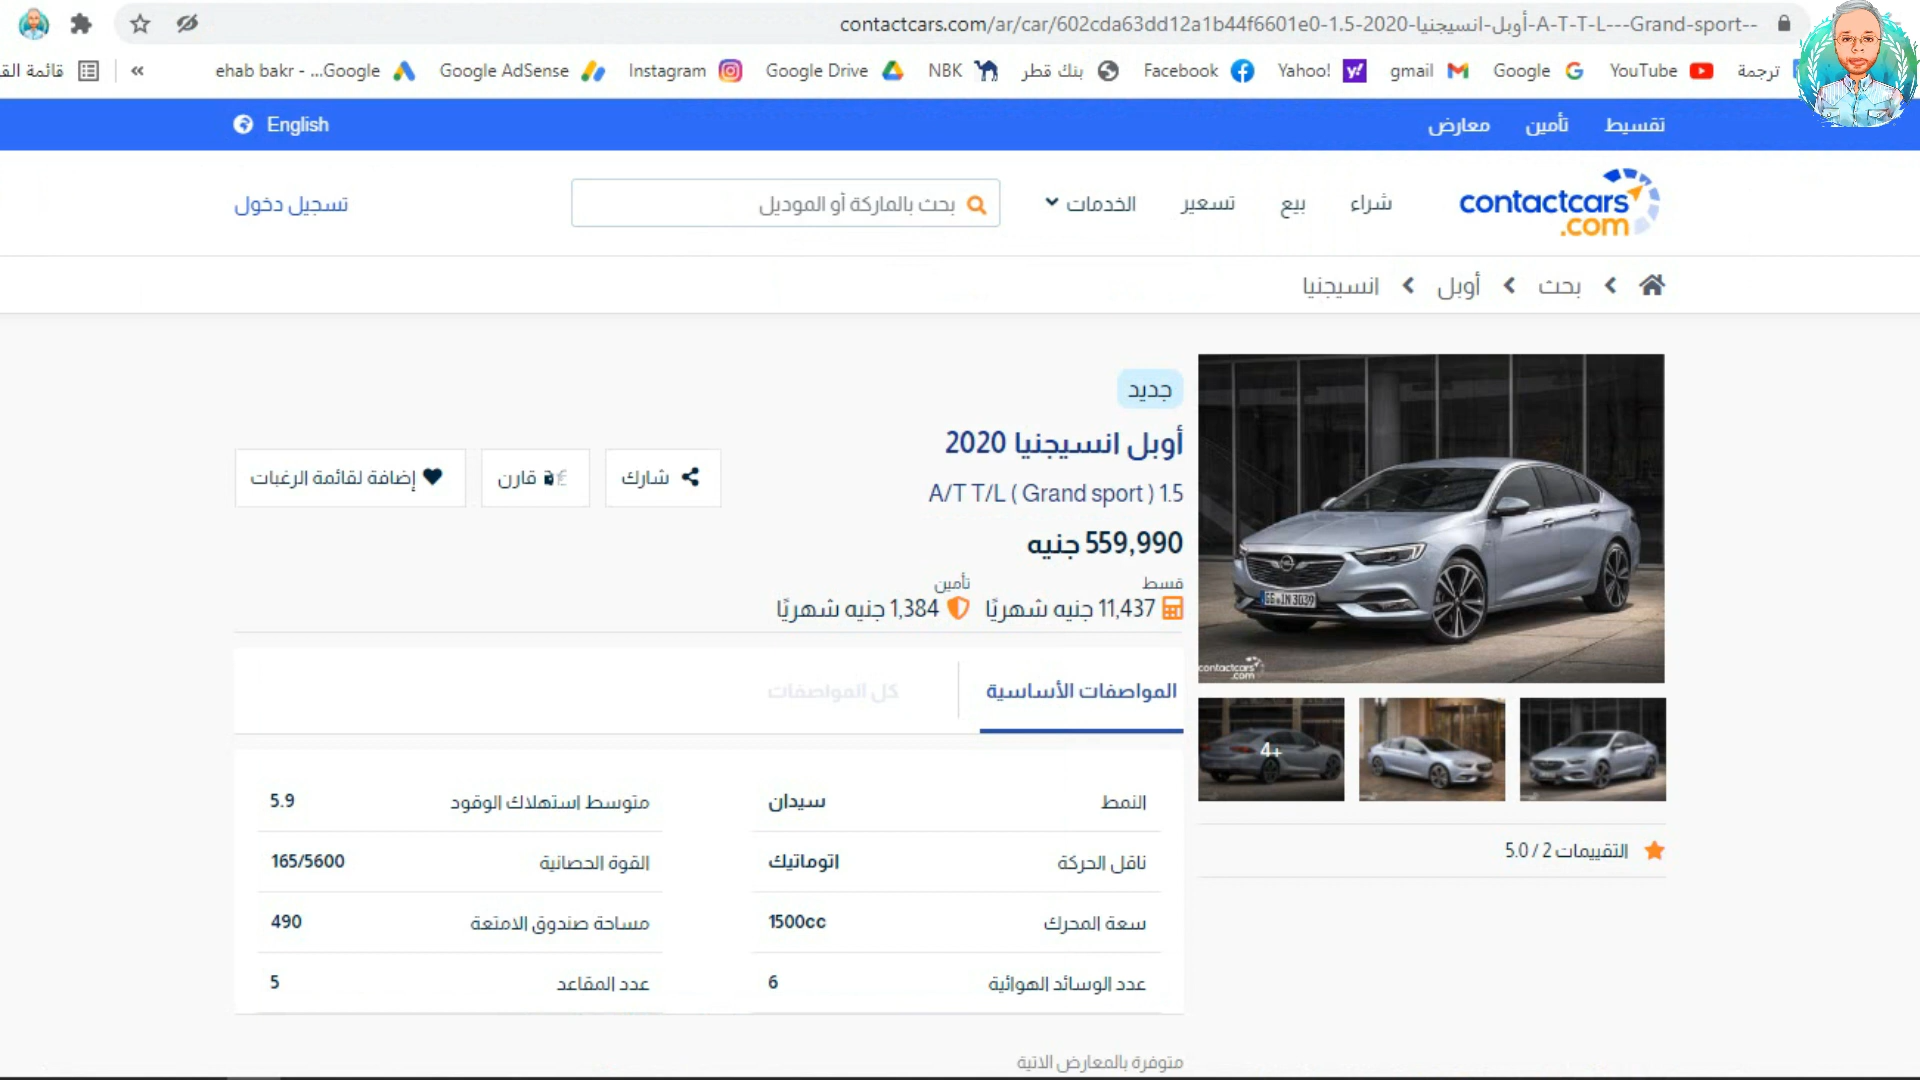 contactcars.com/ar/car/602cda63dd12a1b44f6601e0-1.5-2020-أوبل-انسيجنيا-A-T-T-L---Grand-sport--
ترجمة
YouTube
Google
gmail
Yahoo!
Facebook
بنك قطر
NBK
Google Drive
Instagram
Google AdSense
ehab bakr - ...Google
«
قائمة
تقسيط
تأمين
معارض
English
contactcars
.com
شراء
بيع
تسعير
الخدمات
بحث بالماركة أو الموديل
تسجيل دخول
بحث
أوبل
انسيجنيا
جديد
أوبل انسيجنيا 2020
A/T T/L ( Grand sport ) 1.5
559,990 جنيه
شارك
قارن
إضافة لقائمة الرغبات
قسط
تأمين
11,437 جنيه شهريًا
1,384 جنيه شهريًا
المواصفات الأساسية
كل المواصفات
النمط
سيدان
متوسط استهلاك الوقود
5.9
ناقل الحركة
اتوماتيك
القوة الحصانية
165/5600
سعة المحرك
1500cc
مساحة صندوق الامتعة
490
عدد الوسائد الهوائية
6
عدد المقاعد
5
GG·IN 3039
contactcars
.com
4+
التقييمات 2 / 5.0
متوفرة بالمعارض الاتية